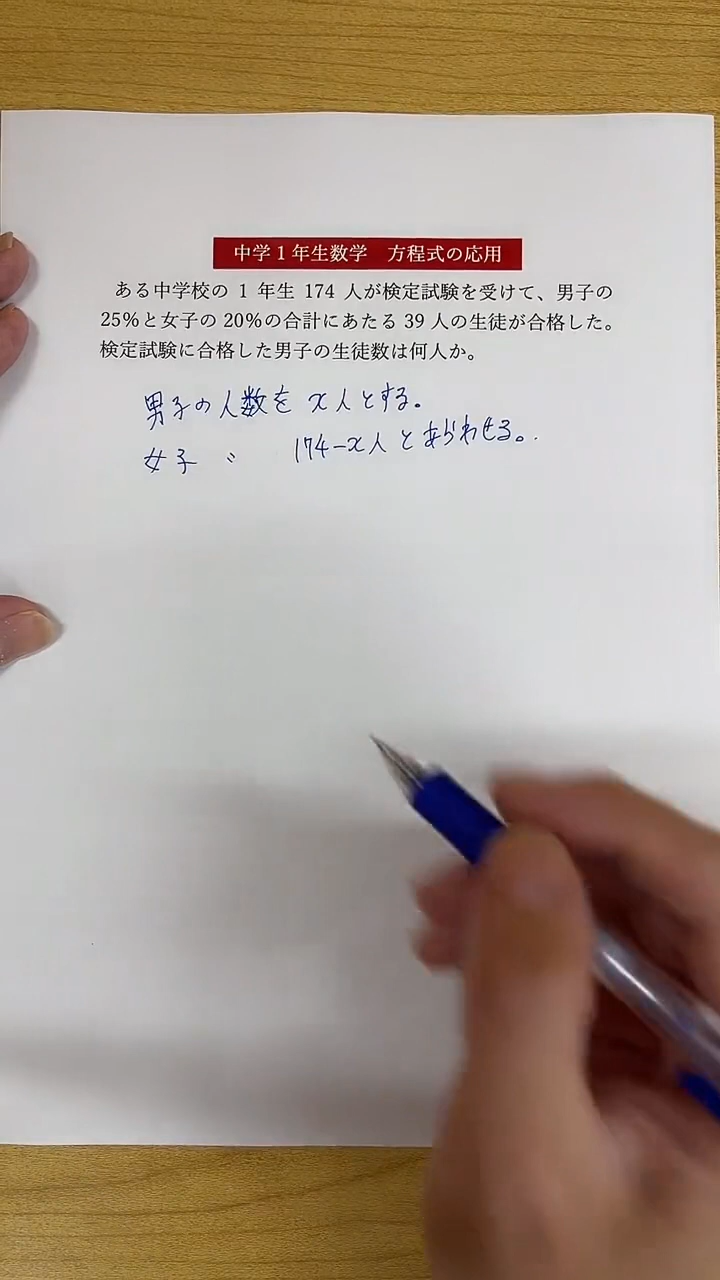 中学1年生数学 方程式の応用
ある中学校の 1 年生 174 人が検定試験を受けて、男子の
25%と女子の 20%の合計にあたる 39 人の生徒が合格した。
検定試験に合格した男子の生徒数は何人か。
男子の人数を x人とする。
女子 〃 174-x人 とあらわせる。